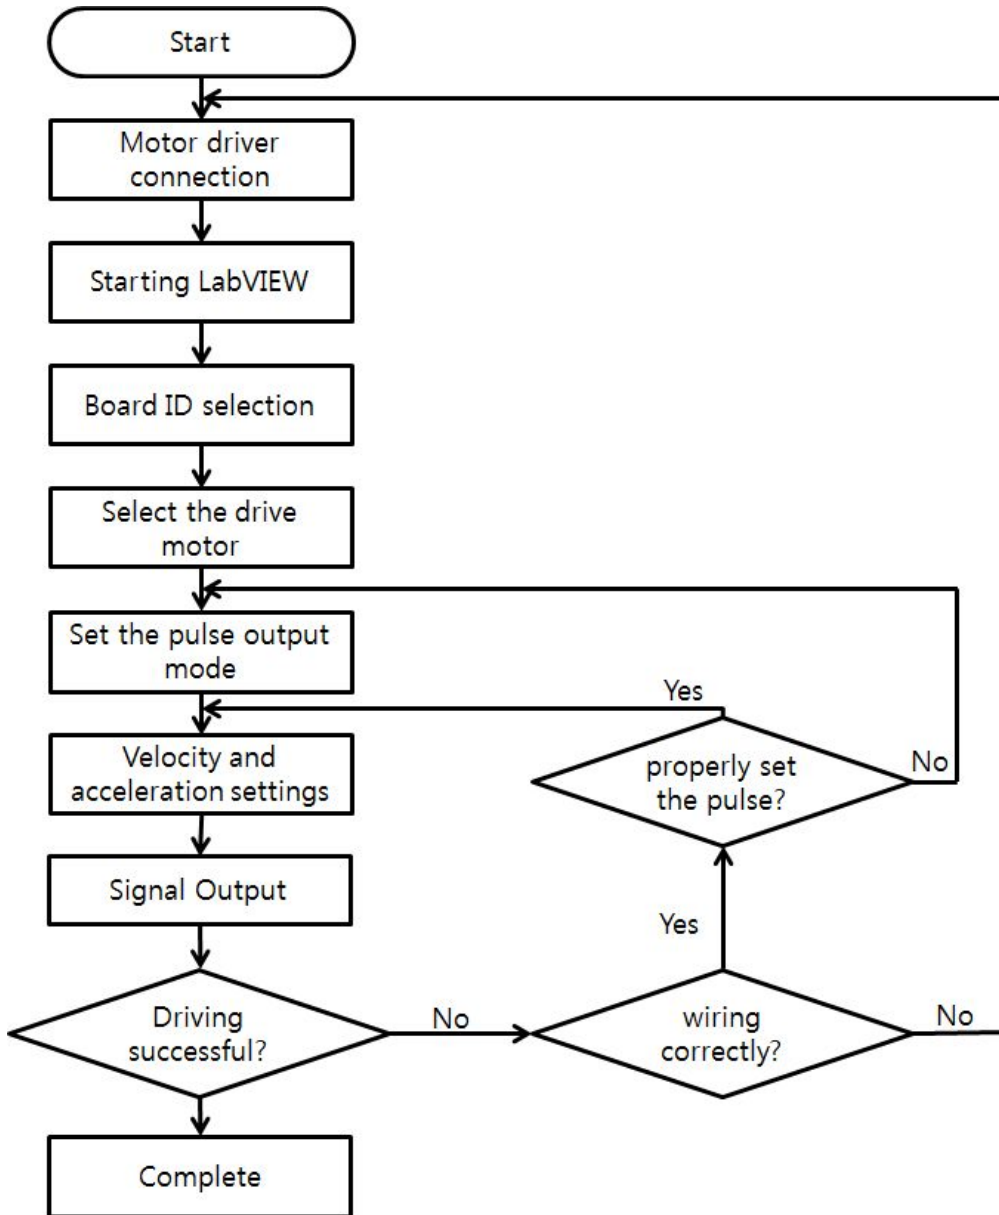 Start
Motor driver
connection
Starting LabVIEW
Board ID selection
Select the drive
motor
Set the pulse output
mode
Yes
Velocity and
acceleration settings
properly set
the pulse?
No
Signal Output
Yes
Driving
successful?
No
wiring
correctly?
No
Complete